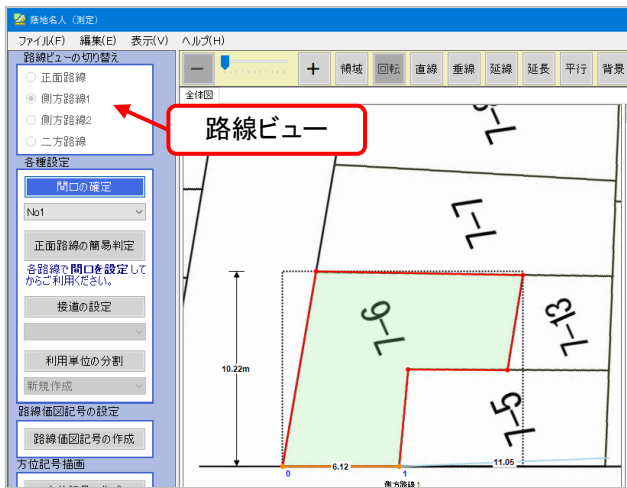 蔭地名人（測定）
ファイル(F) 編集(E) 表示(V) ヘルプ(H)
路線ビューの切り替え
正面路線
側方路線1
側方路線2
二方路線
各種設定
間口の確定
No1
正面路線の簡易判定
各路線で間口を設定して
からご利用ください。
接道の設定
利用単位の分割
新規作成
路線価図記号の設定
路線価図記号の作成
方位記号描画
－ ＋ 領域 回転 直線 垂線 延線 延長 平行 背景
全体図
路線ビュー
7-1
7-6
7-13
7-5
10.22m
6.12
11.05
0
1
側方路線1